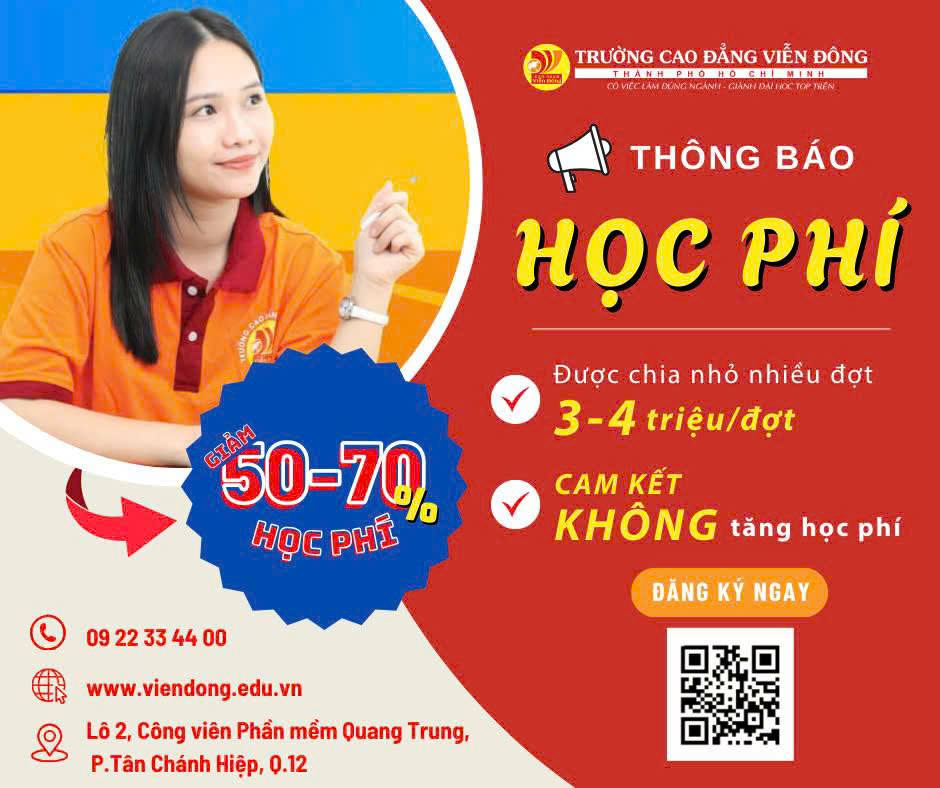 TRƯỜNG CAO ĐẲNG VIỄN ĐÔNG
THÀNH PHỐ HỒ CHÍ MINH
CÓ VIỆC LÀM ĐÚNG NGÀNH - GIÀNH ĐẠI HỌC TOP TRÊN
THÔNG BÁO
HỌC PHÍ
Được chia nhỏ nhiều đợt
3-4 triệu/đợt
CAM KẾT
KHÔNG tăng học phí
ĐĂNG KÝ NGAY
GIẢM
50-70%
HỌC PHÍ
09 22 33 44 00
www.viendong.edu.vn
Lô 2, Công viên Phần mềm Quang Trung,
P.Tân Chánh Hiệp, Q.12